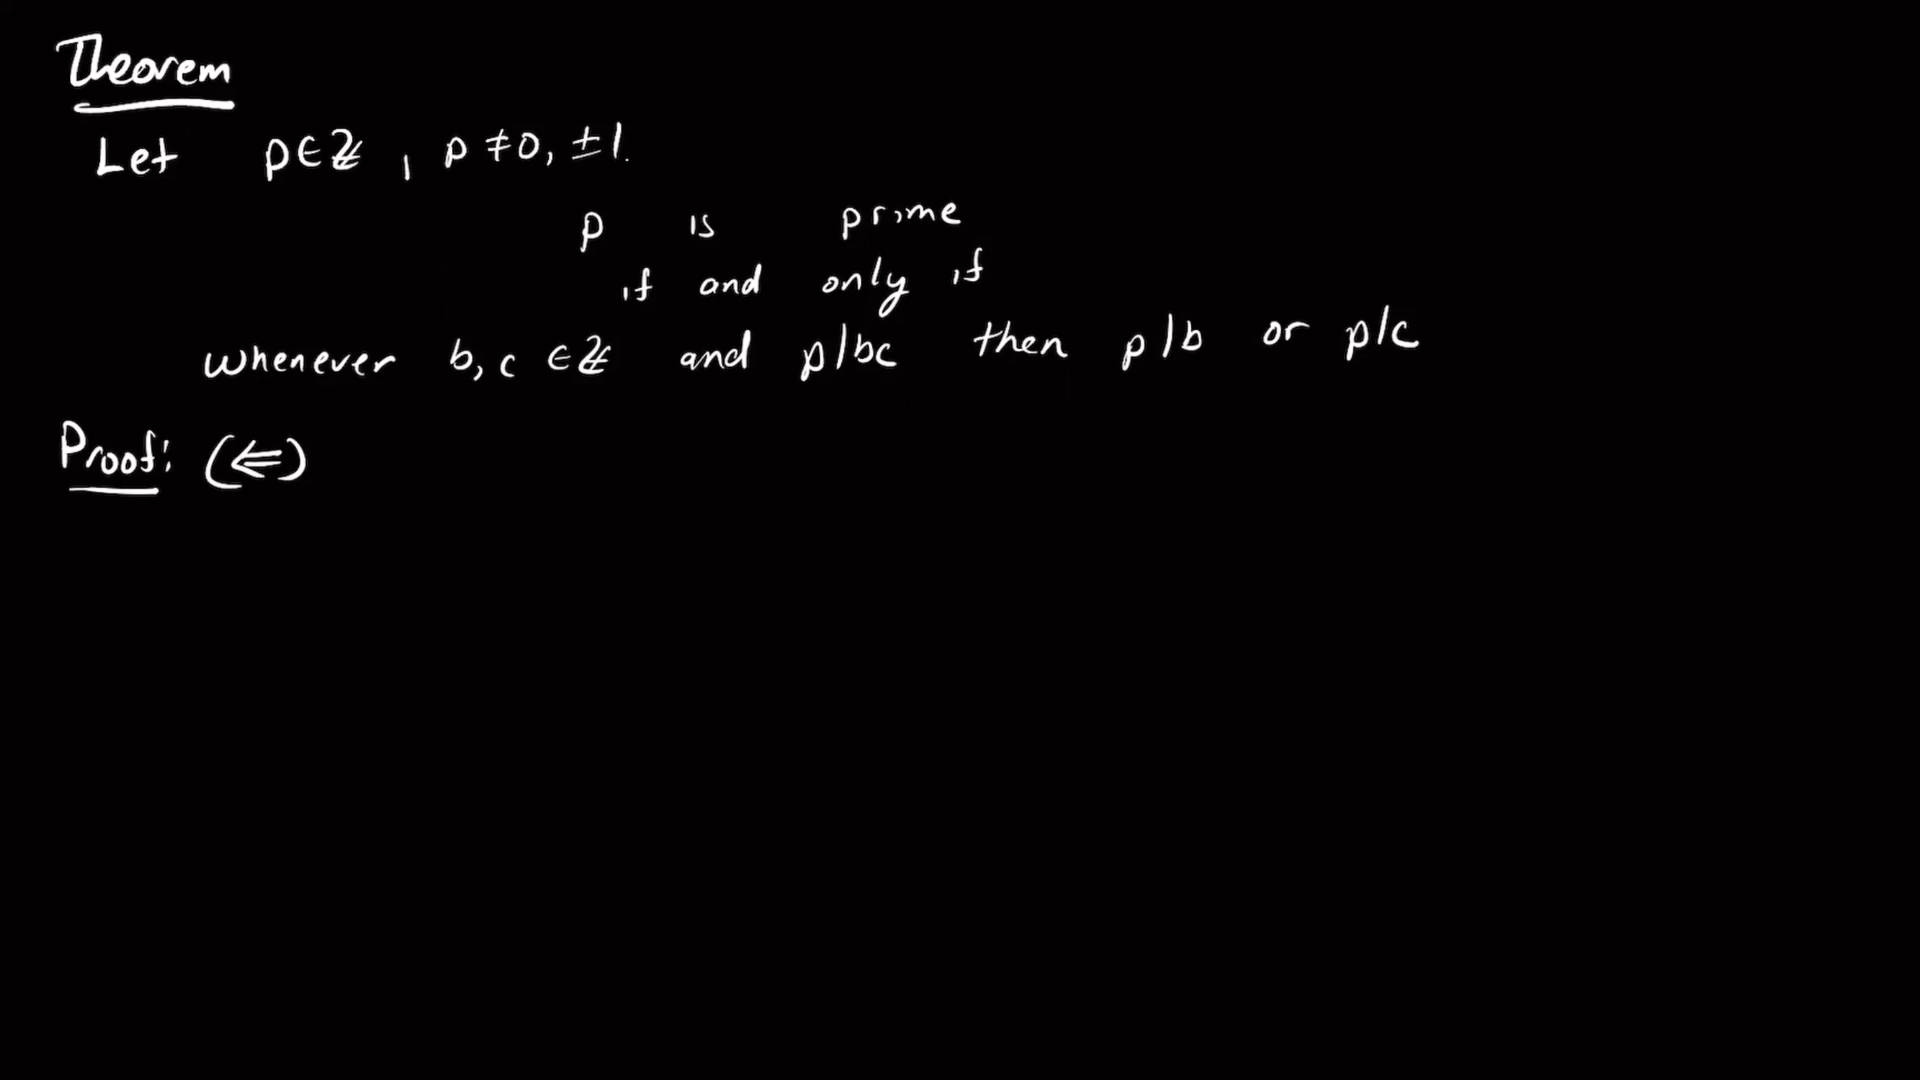 Theorem
Let p∈ℤ, p ≠ 0, ±1.
p is prime
if and only if
whenever b, c ∈ ℤ and p|bc then p|b or p|c
Proof: (⇐)